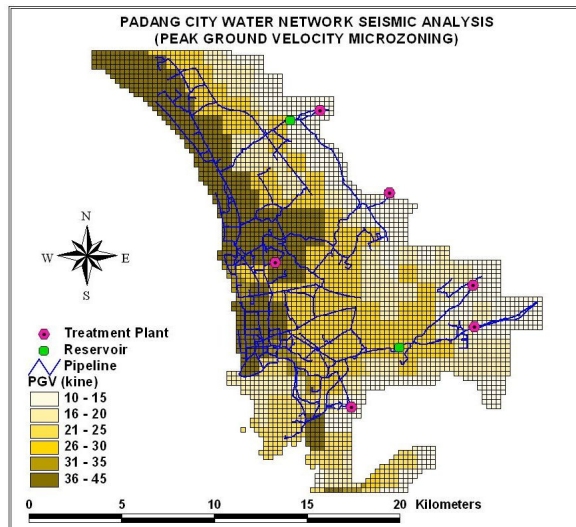 PADANG CITY WATER NETWORK SEISMIC ANALYSIS
(PEAK GROUND VELOCITY MICROZONING)
N
W E
S
Treatment Plant
Reservoir
Pipeline
PGV (kine)
10 - 15
16 - 20
21 - 25
26 - 30
31 - 35
36 - 45
0 5 10 15 20 Kilometers